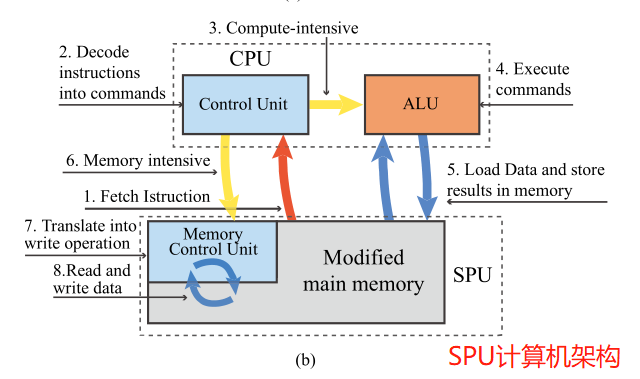 3. Compute-intensive
2. Decode
instructions
into commands
CPU
Control Unit
ALU
4. Execute
commands
6. Memory intensive
1. Fetch Istruction
5. Load Data and store
results in memory
7. Translate into
write operation
Memory
Control Unit
8.Read and
write data
Modified
main memory
SPU
(b)
SPU计算机架构